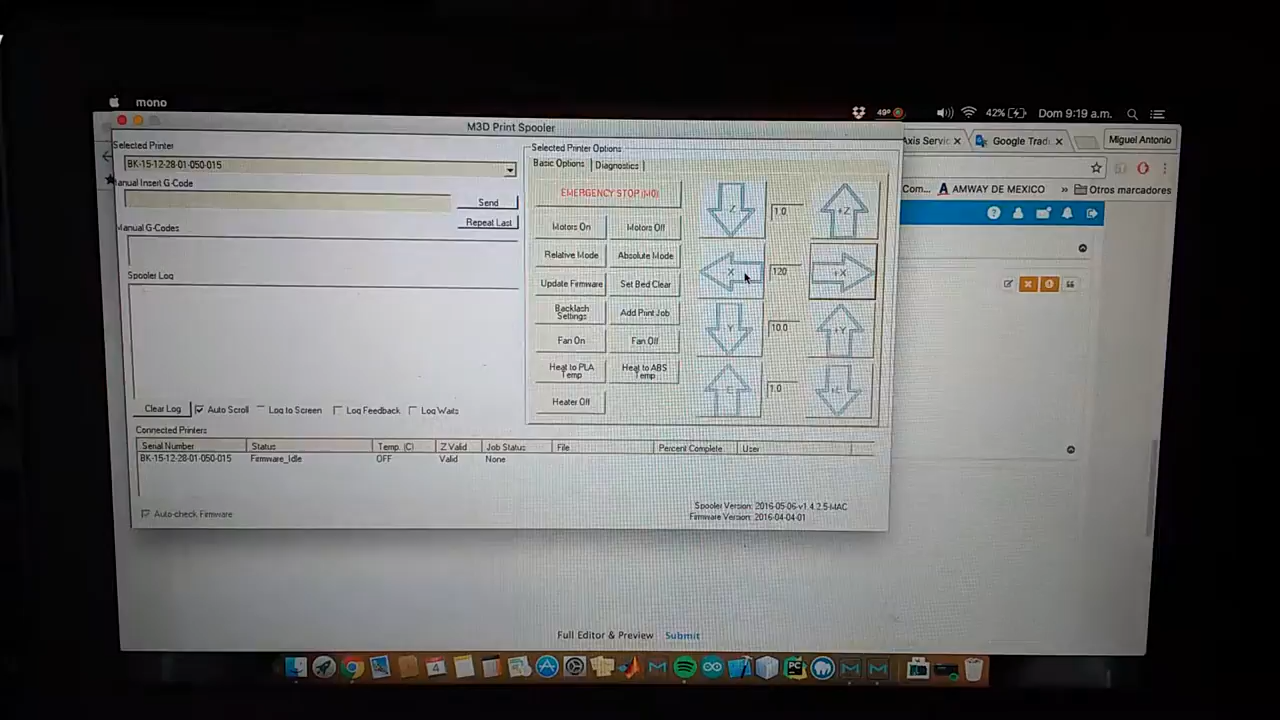 mono
49°
42%
Dom 9:19 a.m.
M3D Print Spooler
Axis Servic
Google Tradu
Miguel Antonio
Com...
AMWAY DE MEXICO
»
Otros marcadores
Selected Printer
BK-15-12-28-01-050-015
anual Insert G-Code
Send
Repeat Last
anual G-Codes
Spooler Log
Clear Log
Auto Scroll
Log to Screen
Log Feedback
Log Waits
Selected Printer Options
Basic Options
Diagnostics
EMERGENCY STOP (M0)
Motors On
Motors Off
Relative Mode
Absolute Mode
Update Firmware
Set Bed Clear
Backlash
Settings
Add Print Job
Fan On
Fan Off
Heat to PLA
Temp
Heat to ABS
Temp
Heater Off
-Z
1.0
+Z
X
120
+X
Y
10.0
+Y
1.0
+E
Connected Printers
Serial Number
Status
Temp. (C)
Z Valid
Job Status
File
Percent Complete
User
BK-15-12-28-01-050-015
Firmware_Idle
OFF
Valid
None
Auto-check Firmware
Spooler Version: 2016-05-06-v1.4.2.5-MAC
Firmware Version: 2016-04-04-01
Full Editor & Preview
Submit
4
PC